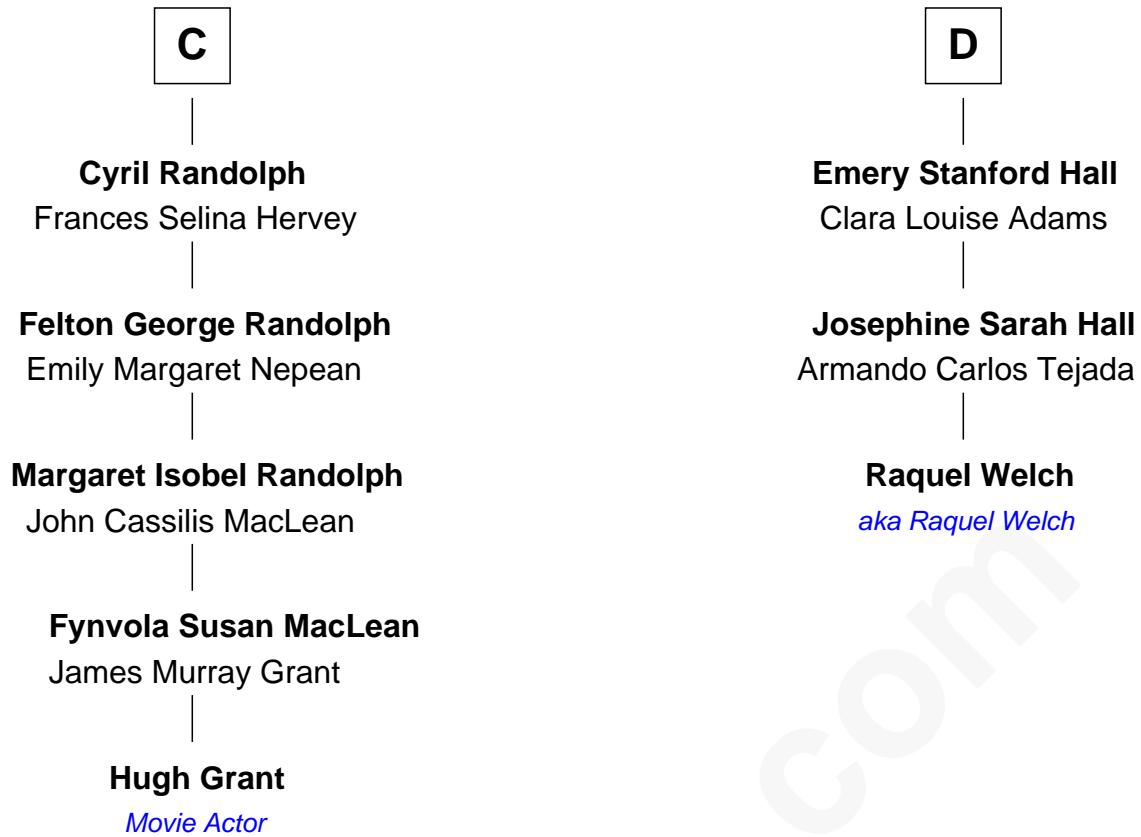 C
Cyril Randolph
Frances Selina Hervey
Felton George Randolph
Emily Margaret Nepean
Margaret Isobel Randolph
John Cassilis MacLean
Fynvola Susan MacLean
James Murray Grant
Hugh Grant
Movie Actor
D
Emery Stanford Hall
Clara Louise Adams
Josephine Sarah Hall
Armando Carlos Tejada
Raquel Welch
aka Raquel Welch
com